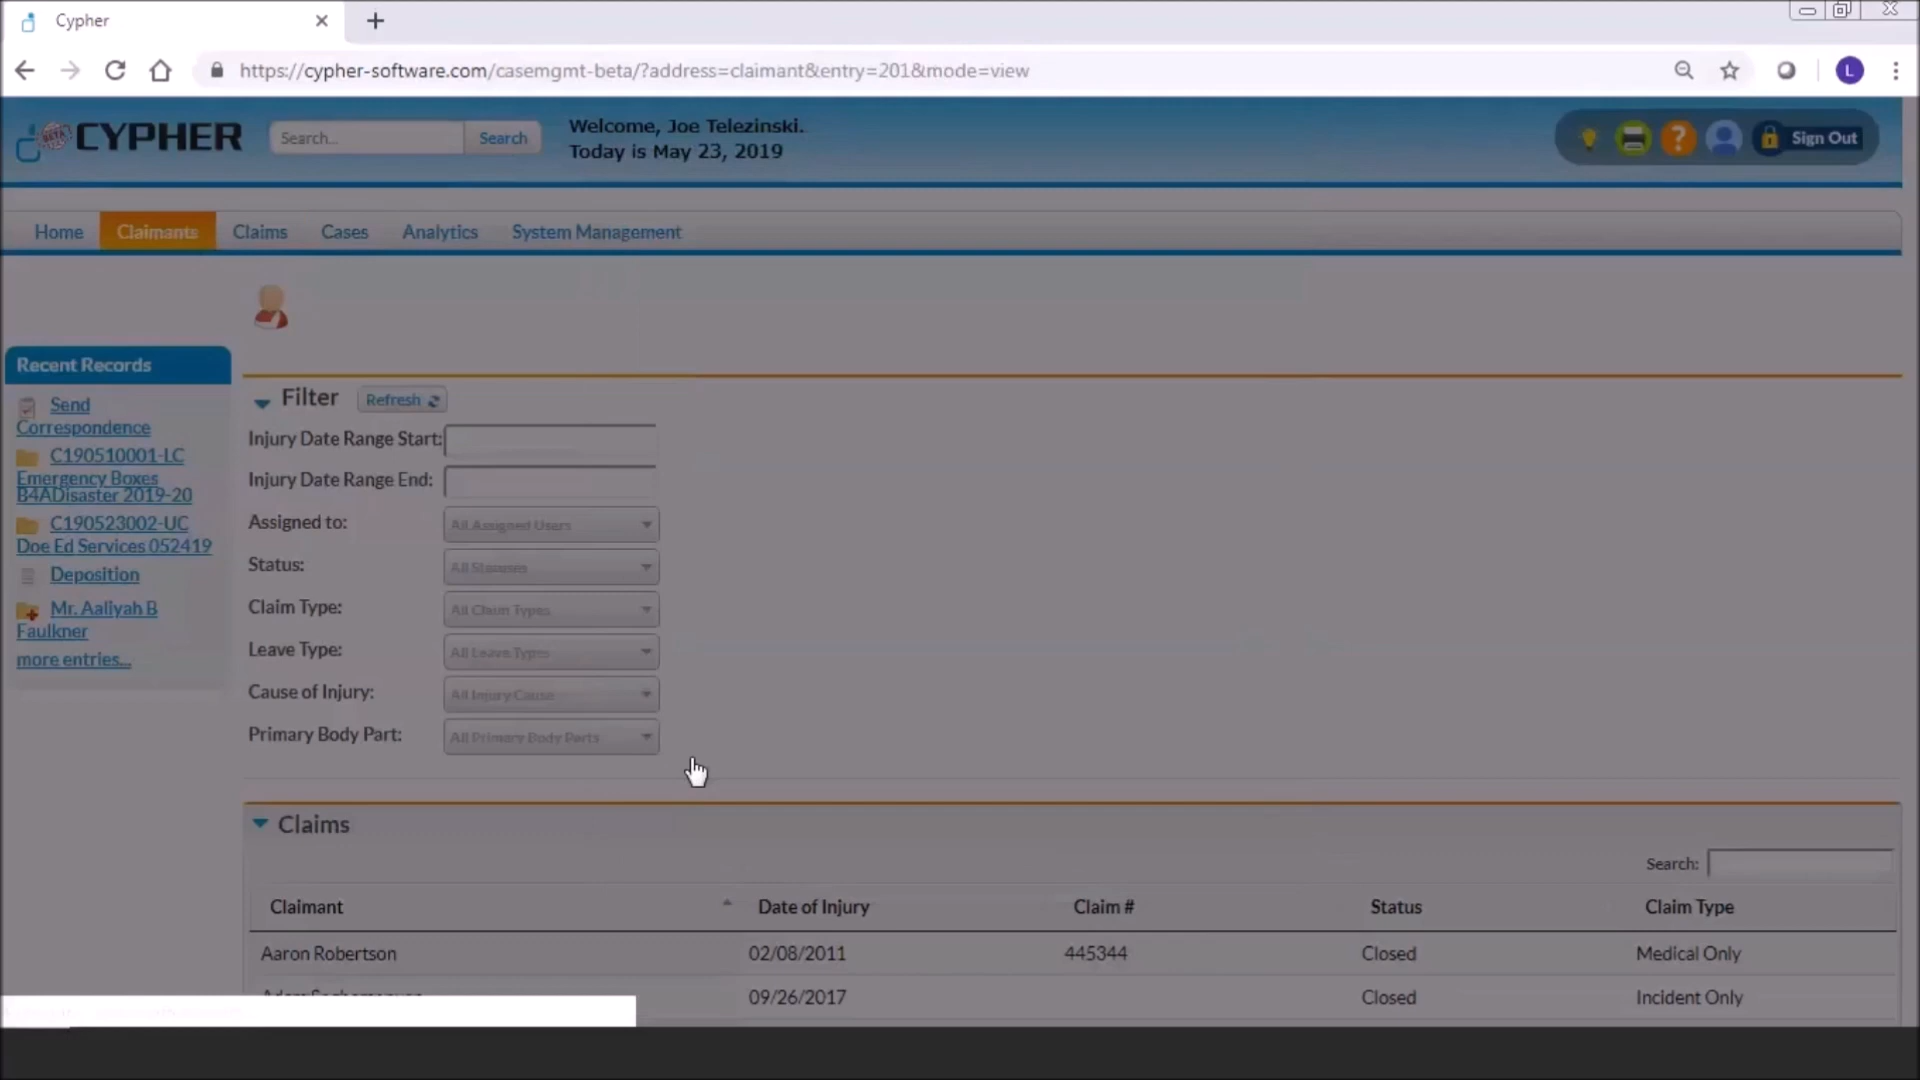 Cypher
https://cypher-software.com/casemgmt-beta/?address=claimant&entry=201&mode=view
L
BETA
CYPHER
Search...
Search
Welcome, Joe Telezinski.
Today is May 23, 2019
?
Sign Out
Home
Claimants
Claims
Cases
Analytics
System Management
Recent Records
Send
Correspondence
C190510001-LC
Emergency Boxes
B4ADisaster 2019-20
C190523002-UC
Doe Ed Services 052419
Deposition
Mr. Aaliyah B
Faulkner
more entries...
Filter
Refresh
Injury Date Range Start:
Injury Date Range End:
Assigned to:
All Assigned Users
Status:
All Statuses
Claim Type:
All Claim Types
Leave Type:
All Leave Types
Cause of Injury:
All Injury Cause
Primary Body Part:
All Primary Body Parts
Claims
Search:
Claimant
Date of Injury
Claim #
Status
Claim Type
Aaron Robertson
02/08/2011
445344
Closed
Medical Only
09/26/2017
Closed
Incident Only